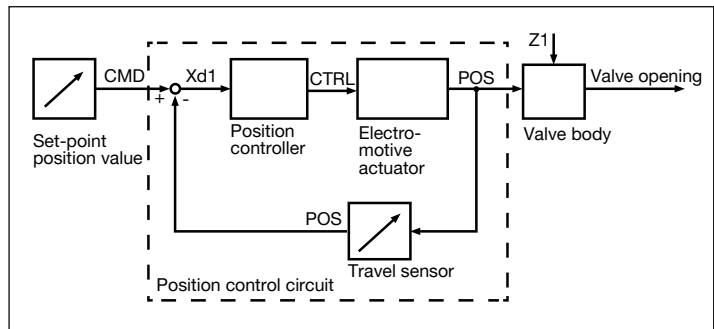 Z1
CMD
Xd1
CTRL
POS
Valve opening
+
-
Set-point
position value
Position
controller
Electro-
motive
actuator
Valve body
POS
Travel sensor
Position control circuit